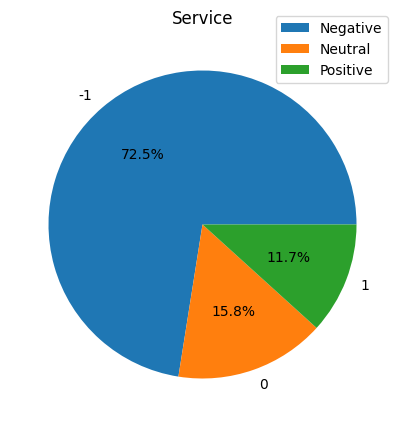 Service
Negative
Neutral
Positive
-1
72.5%
11.7%
1
15.8%
0